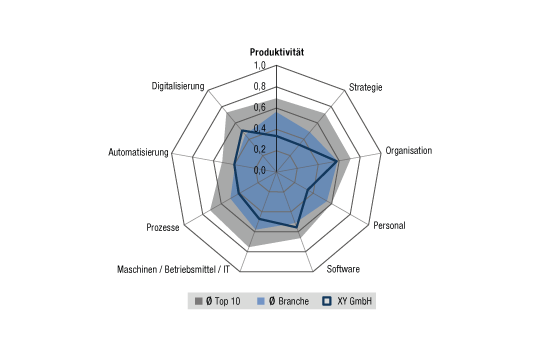 Produktivität
1,0
0,8
0,6
0,4
0,2
0,0
Strategie
Organisation
Personal
Software
Maschinen / Betriebsmittel / IT
Prozesse
Automatisierung
Digitalisierung
Ø Top 10 Ø Branche XY GmbH